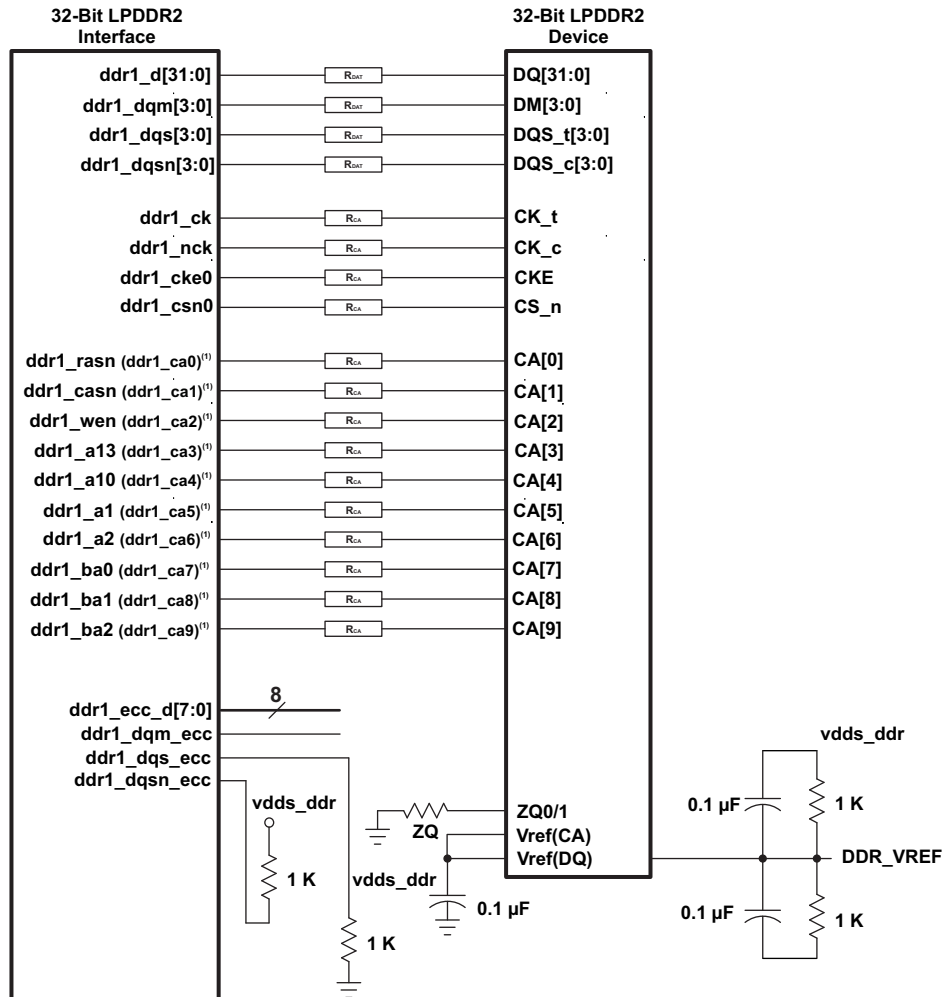 32-Bit LPDDR2
Interface
32-Bit LPDDR2
Device
ddr1_d[31:0] RDAT DQ[31:0]
ddr1_dqm[3:0] RDAT DM[3:0]
ddr1_dqs[3:0] RDAT DQS_t[3:0]
ddr1_dqsn[3:0] RDAT DQS_c[3:0]
ddr1_ck RCA CK_t
ddr1_nck RCA CK_c
ddr1_cke0 RCA CKE
ddr1_csn0 RCA CS_n
ddr1_rasn (ddr1_ca0)(1) RCA CA[0]
ddr1_casn (ddr1_ca1)(1) RCA CA[1]
ddr1_wen (ddr1_ca2)(1) RCA CA[2]
ddr1_a13 (ddr1_ca3)(1) RCA CA[3]
ddr1_a10 (ddr1_ca4)(1) RCA CA[4]
ddr1_a1 (ddr1_ca5)(1) RCA CA[5]
ddr1_a2 (ddr1_ca6)(1) RCA CA[6]
ddr1_ba0 (ddr1_ca7)(1) RCA CA[7]
ddr1_ba1 (ddr1_ca8)(1) RCA CA[8]
ddr1_ba2 (ddr1_ca9)(1) RCA CA[9]
8
ddr1_ecc_d[7:0]
ddr1_dqm_ecc
ddr1_dqs_ecc
ddr1_dqsn_ecc
vdds_ddr
1 K
1 K
ZQ
ZQ0/1
Vref(CA)
Vref(DQ)
vdds_ddr
0.1 µF
vdds_ddr
0.1 µF
1 K
DDR_VREF
0.1 µF
1 K